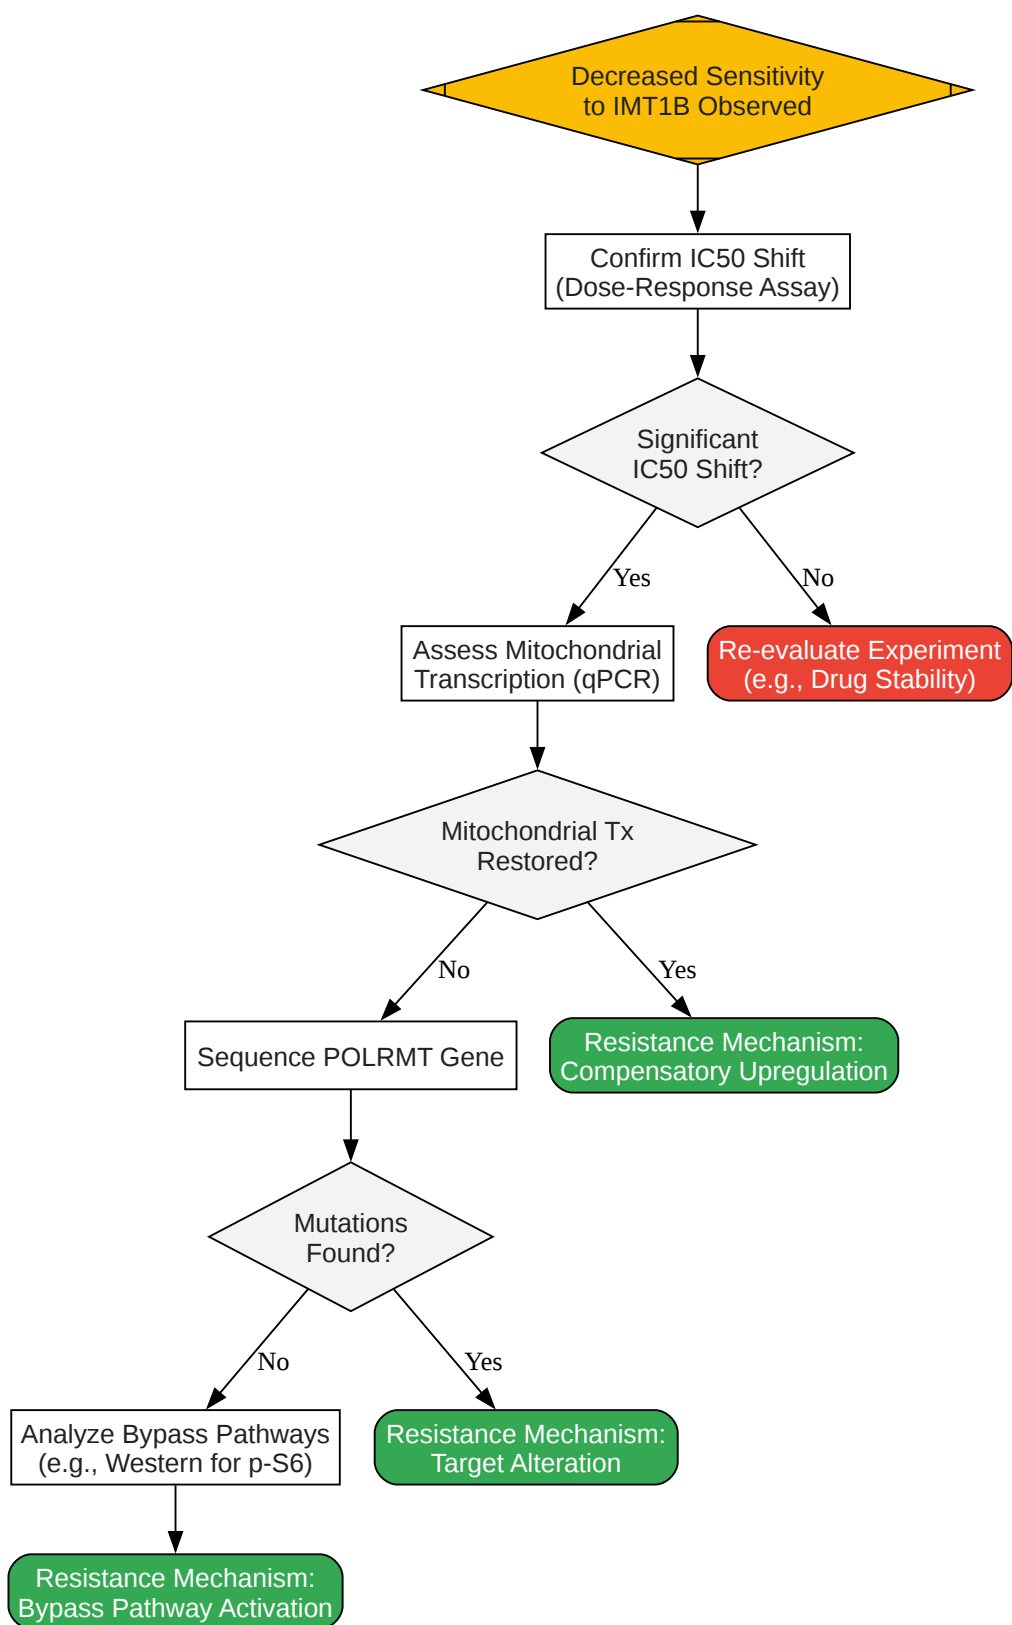 Decreased Sensitivity
to IMT1B Observed
Confirm IC50 Shift
(Dose-Response Assay)
Significant
IC50 Shift?
Yes
No
Assess Mitochondrial
Transcription (qPCR)
Re-evaluate Experiment
(e.g., Drug Stability)
Mitochondrial Tx
Restored?
No
Yes
Sequence POLRMT Gene
Resistance Mechanism:
Compensatory Upregulation
Mutations
Found?
No
Yes
Analyze Bypass Pathways
(e.g., Western for p-S6)
Resistance Mechanism:
Target Alteration
Resistance Mechanism:
Bypass Pathway Activation